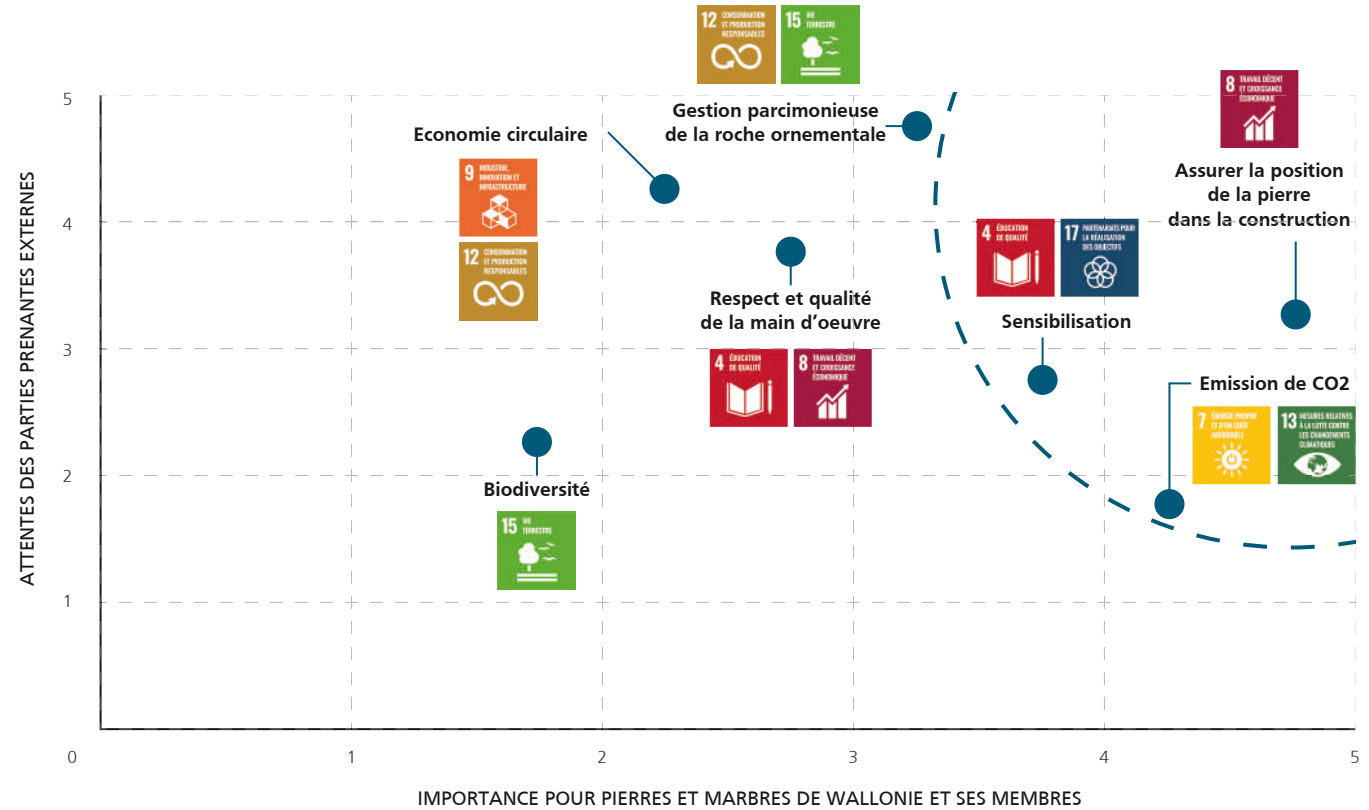 12 CONSOMMATION
ET PRODUCTION
RESPONSABLES
15 VIE
TERRESTRE
5
8 TRAVAIL DÉCENT
ET CROISSANCE
ÉCONOMIQUE
Gestion parcimonieuse
de la roche ornementale
Economie circulaire
9 INDUSTRIE,
INNOVATION ET
INFRASTRUCTURE
Assurer la position
de la pierre
dans la construction
4
12 CONSOMMATION
ET PRODUCTION
RESPONSABLES
4 ÉDUCATION
DE QUALITÉ
17 PARTENARIATS POUR
LA RÉALISATION
DES OBJECTIFS
Respect et qualité
de la main d'oeuvre
Sensibilisation
3
4 ÉDUCATION
DE QUALITÉ
8 TRAVAIL DÉCENT
ET CROISSANCE
ÉCONOMIQUE
Emission de CO2
7 ÉNERGIE PROPRE
ET D'UN COÛT
ABORDABLE
13 MESURES RELATIVES
À LA LUTTE CONTRE
LES CHANGEMENTS
CLIMATIQUES
2
Biodiversité
15 VIE
TERRESTRE
1
ATTENTES DES PARTIES PRENANTES EXTERNES
0 1 2 3 4 5
IMPORTANCE POUR PIERRES ET MARBRES DE WALLONIE ET SES MEMBRES